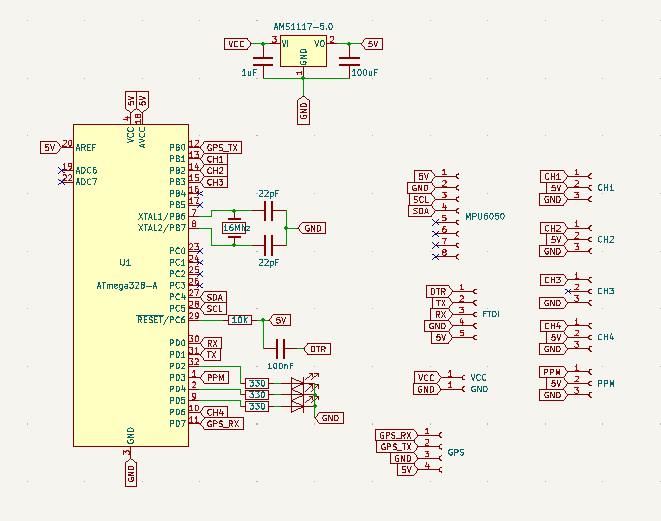 AMS1117-5.0
VCC 3 VI VO 2 5V
GND
1
1uF 100uF
GND
5V 5V
4 18
VCC AVCC
5V 20 AREF PB0 12 GPS_TX
PB1 13 CH1
19 ADC6 PB2 14 CH2
22 ADC7 PB3 15 CH3
PB4 16
PB5 17
XTAL1/PB6 7
XTAL2/PB7 8
22pF
16Mhz
GND
22pF
PC0 23
U1 PC1 24
PC2 25
ATmega328-A PC3 26
PC4 27 SDA
PC5 28 SCL
RESET/PC6 29 10K 5V
100nF DTR
PD0 30 RX
PD1 31 TX
PD2 32
PD3 1 PPM
PD4 2
PD5 9
PD6 10 CH4
PD7 11 GPS_RX
330
330
330
GND
GND
3
GND
5V 1
GND 2
SCL 3
SDA 4
MPU6050
5
6
7
8
DTR 1
TX 2
RX 3 FTDI
GND 4
5V 5
VCC 1 VCC
GND 1 GND
GPS_RX 1
GPS_TX 2
GPS
GND 3
5V 4
CH1 1
5V 2 CH1
GND 3
CH2 1
5V 2 CH2
GND 3
CH3 1
2 CH3
GND 3
CH4 1
5V 2 CH4
GND 3
PPM 1
5V 2 PPM
GND 3